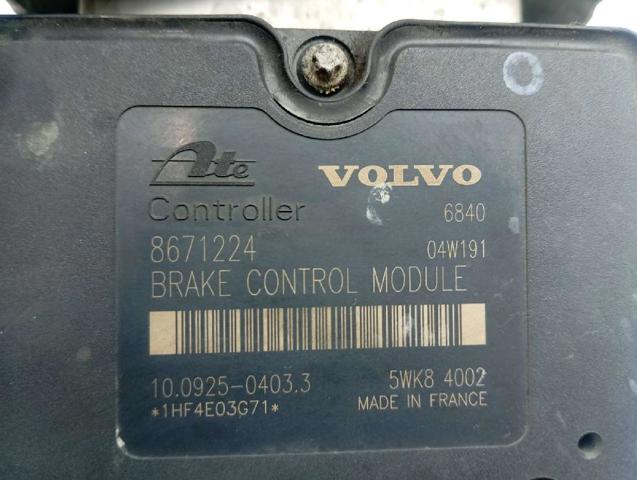 Ate VOLVO
Controller 6840
8671224 04W191
BRAKE CONTROL MODULE
10.0925-0403.3 5WK8 4002
*1HF4E03G71* MADE IN FRANCE